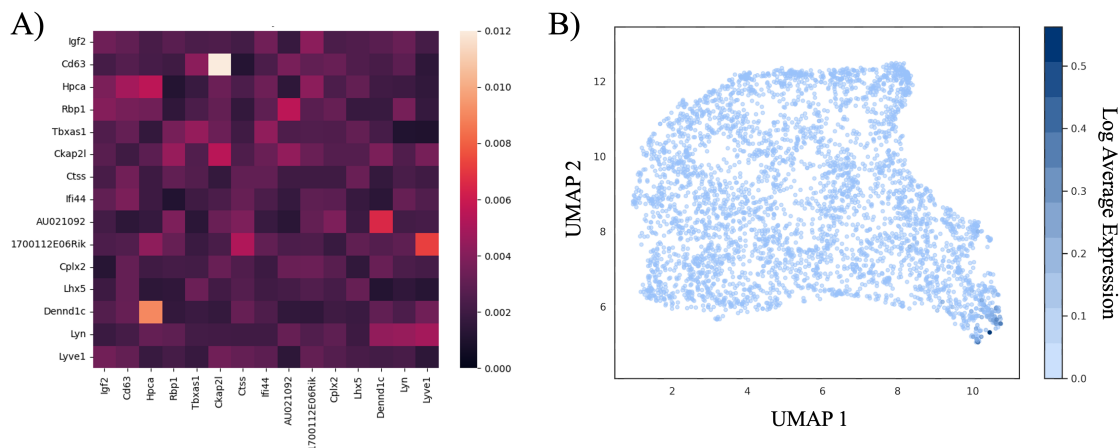 A)
Igf2
Cd63
Hpca
Rbp1
Tbxas1
Ckap2l
Ctss
Ifi44
AU021092
1700112E06Rik
Cplx2
Lhx5
Dennd1c
Lyn
Lyve1
Igf2
Cd63
Hpca
Rbp1
Tbxas1
Ckap2l
Ctss
Ifi44
AU021092
1700112E06Rik
Cplx2
Lhx5
Dennd1c
Lyn
Lyve1
0.012
0.010
0.008
0.006
0.004
0.002
0.000
B)
UMAP 2
12
10
8
6
2
4
6
8
10
UMAP 1
0.5
0.4
0.3
0.2
0.1
0.0
Log Average Expression